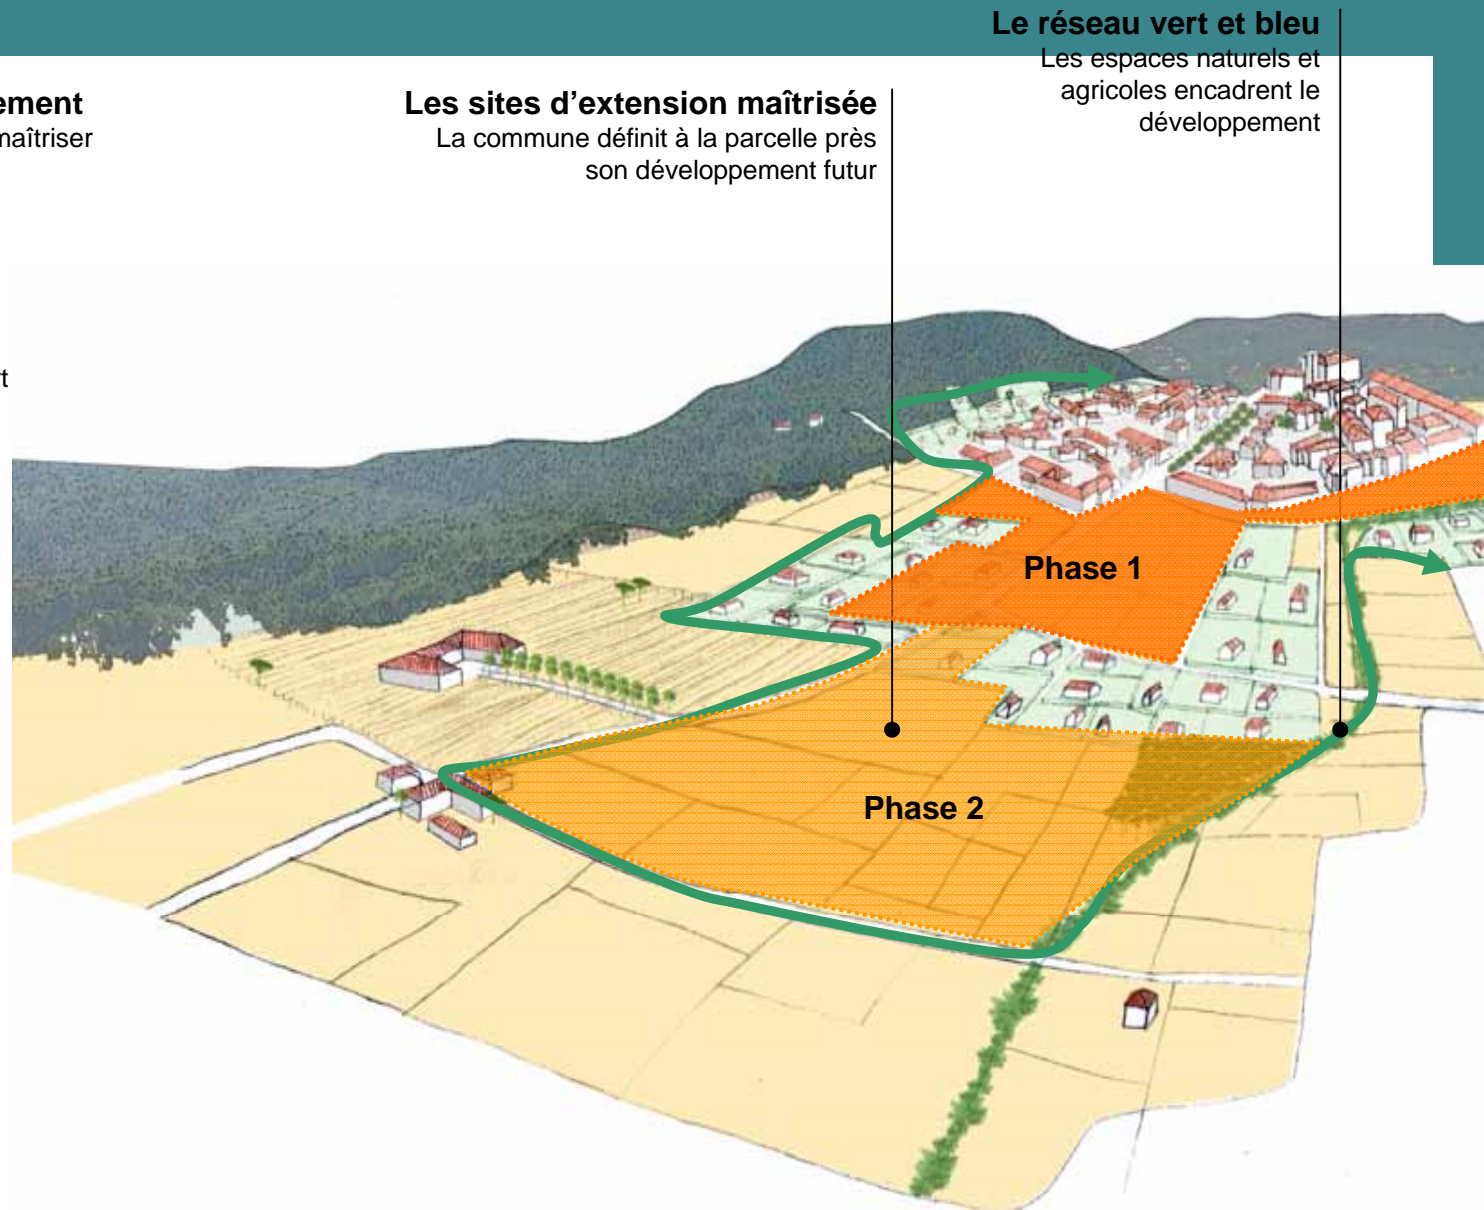 Le réseau vert et bleu
Les espaces naturels et
agricoles encadrent le
développement
Les sites d’extension maîtrisée
La commune définit à la parcelle près
son développement futur
ement
maîtriser
t
Phase 1
Phase 2